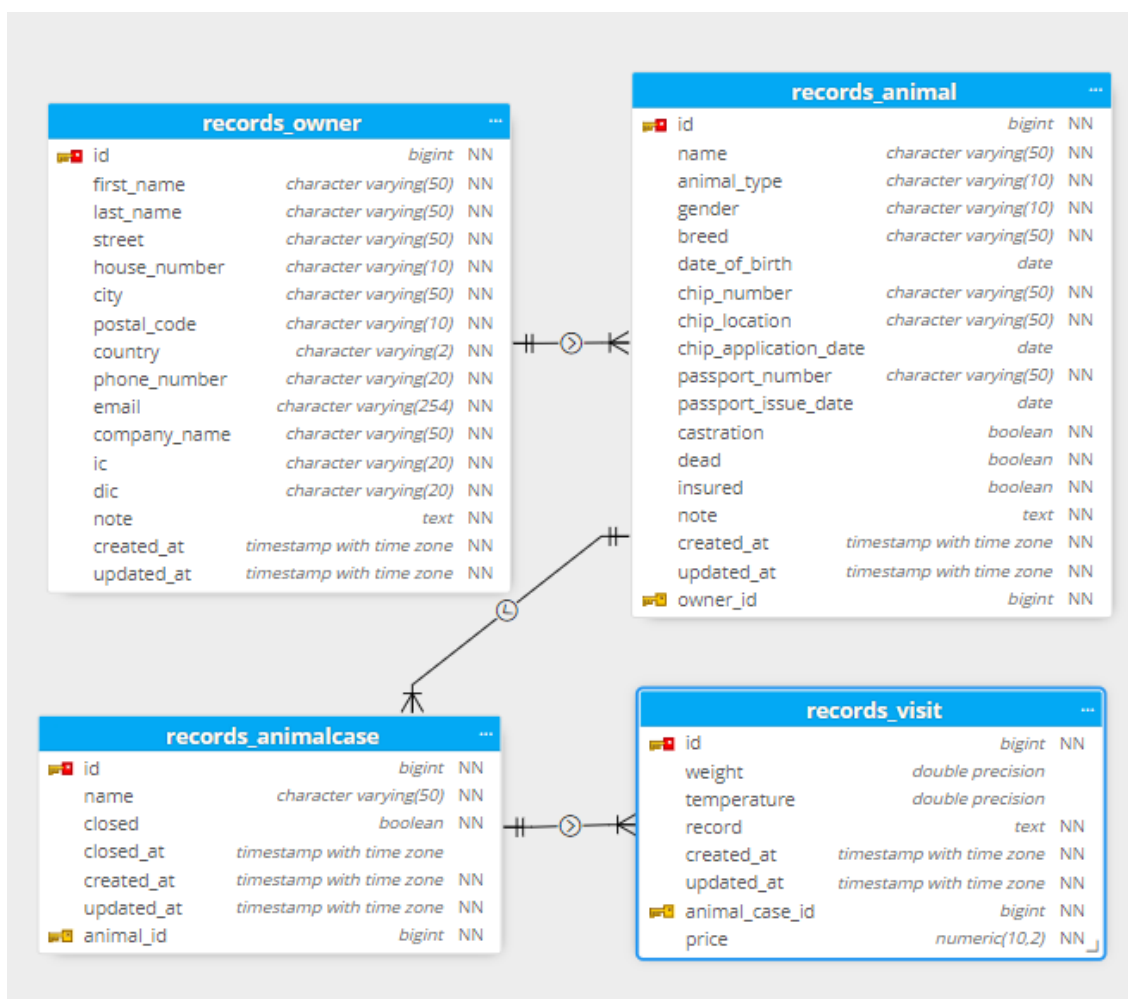 records_owner ...
id bigint NN
first_name character varying(50) NN
last_name character varying(50) NN
street character varying(50) NN
house_number character varying(10) NN
city character varying(50) NN
postal_code character varying(10) NN
country character varying(2) NN
phone_number character varying(20) NN
email character varying(254) NN
company_name character varying(50) NN
ic character varying(20) NN
dic character varying(20) NN
note text NN
created_at timestamp with time zone NN
updated_at timestamp with time zone NN
records_animal ...
id bigint NN
name character varying(50) NN
animal_type character varying(10) NN
gender character varying(10) NN
breed character varying(50) NN
date_of_birth date
chip_number character varying(50) NN
chip_location character varying(50) NN
chip_application_date date
passport_number character varying(50) NN
passport_issue_date date
castration boolean NN
dead boolean NN
insured boolean NN
note text NN
created_at timestamp with time zone NN
updated_at timestamp with time zone NN
owner_id bigint NN
records_animalcase ...
id bigint NN
name character varying(50) NN
closed boolean NN
closed_at timestamp with time zone
created_at timestamp with time zone NN
updated_at timestamp with time zone NN
animal_id bigint NN
records_visit ...
id bigint NN
weight double precision
temperature double precision
record text NN
created_at timestamp with time zone NN
updated_at timestamp with time zone NN
animal_case_id bigint NN
price numeric(10,2) NN